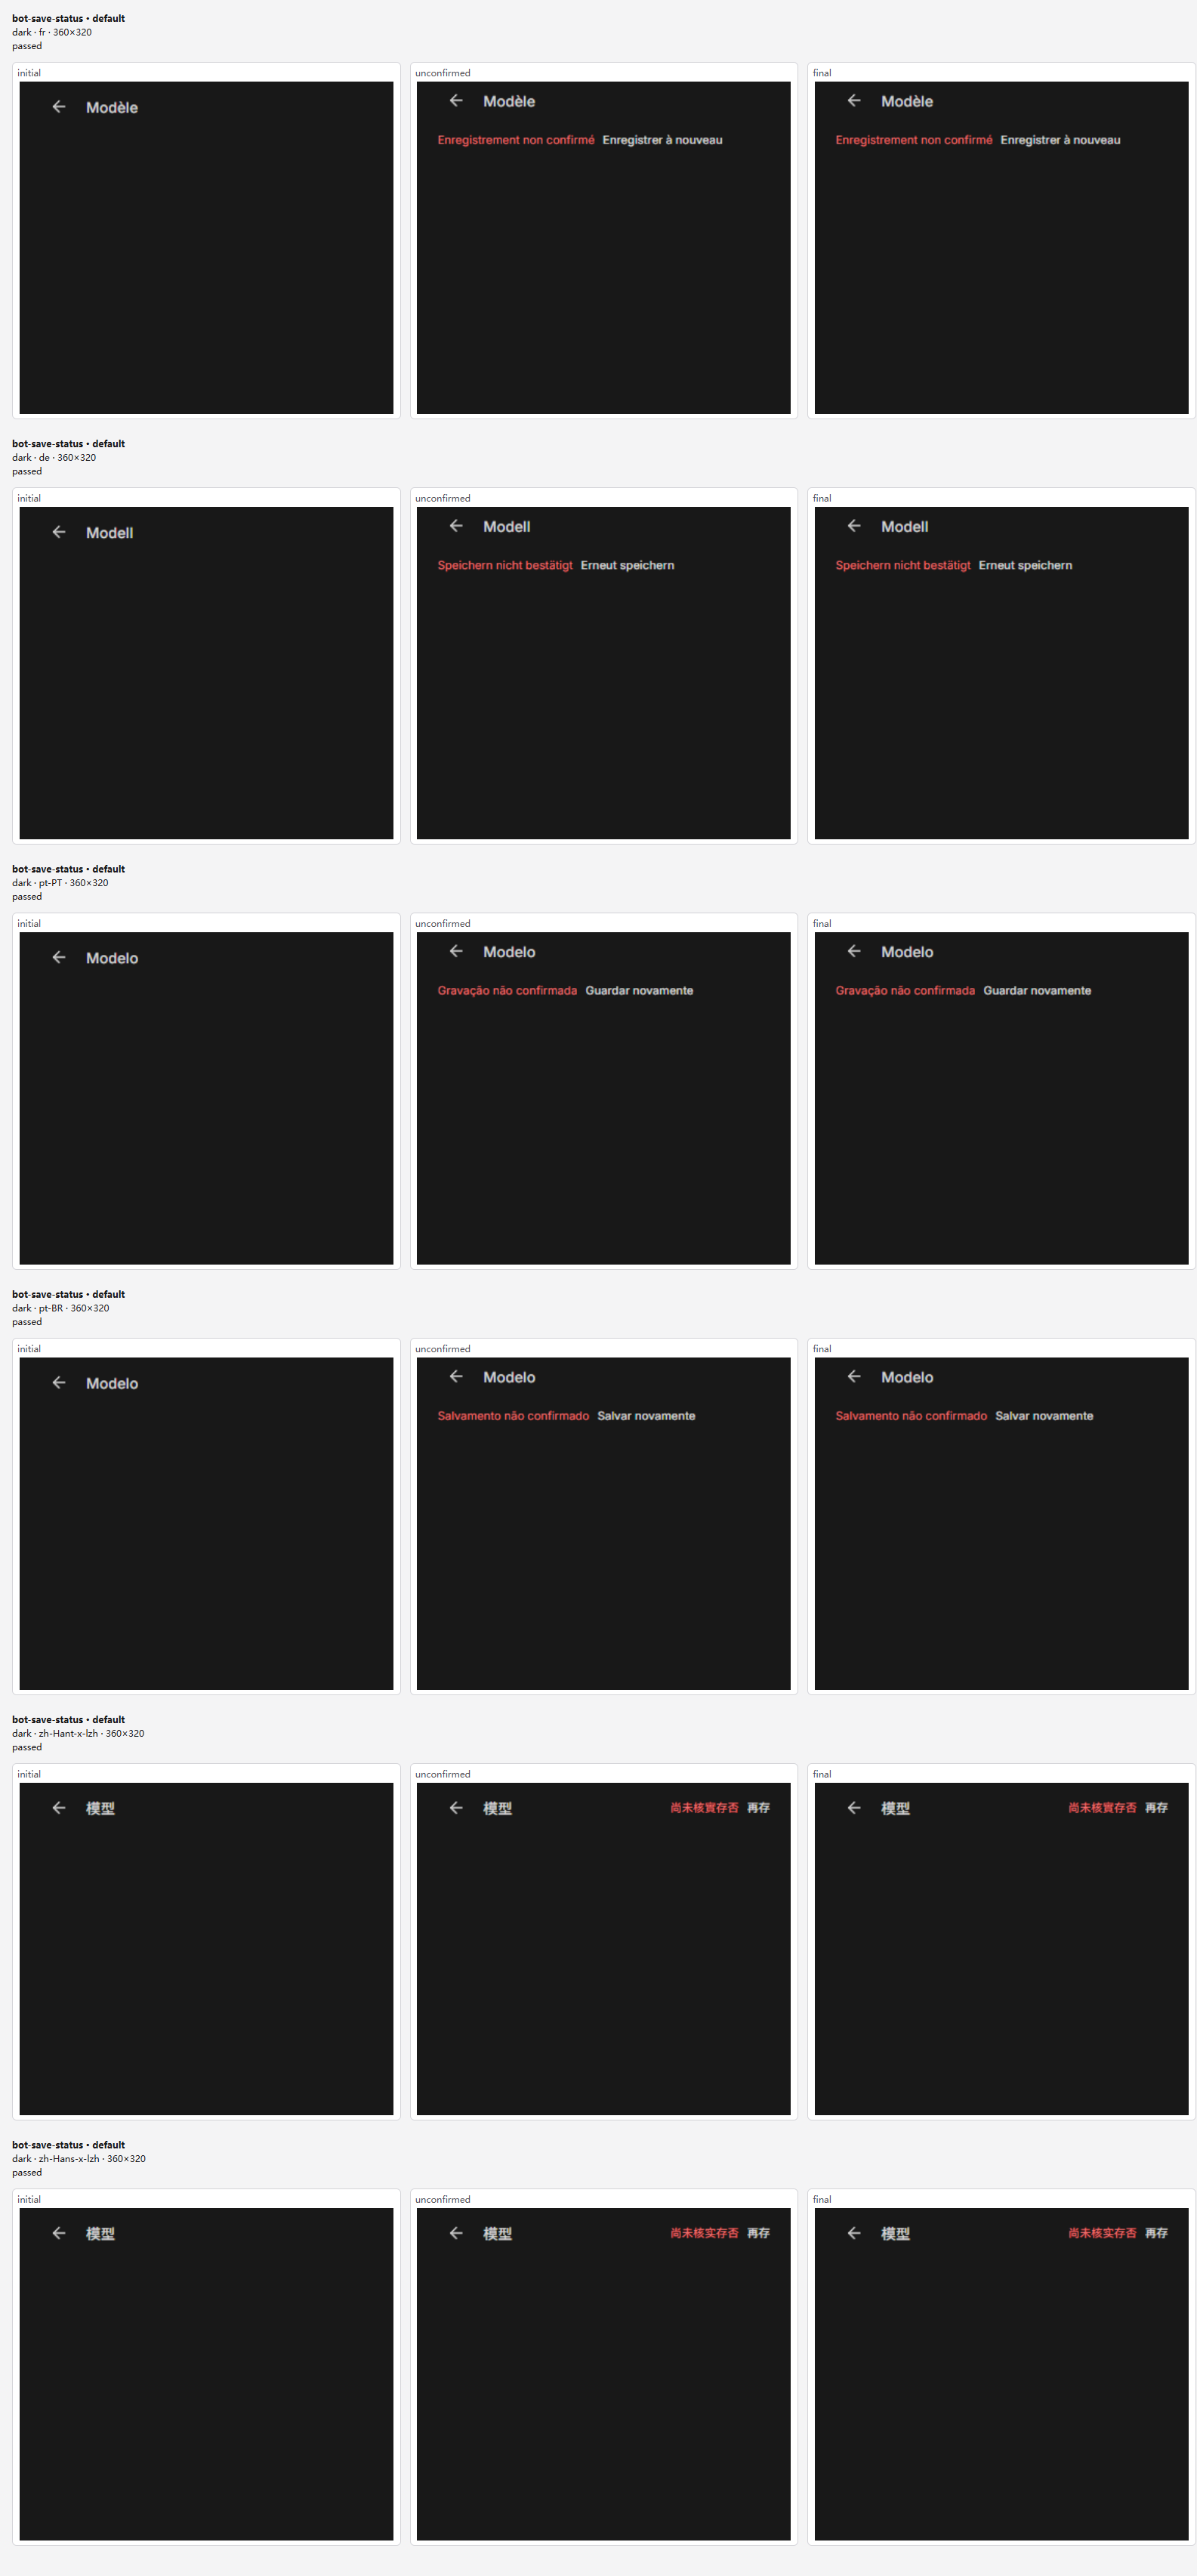 bot-save-status • default
dark · fr · 360×320
passed
initial
← Modèle
unconfirmed
← Modèle
Enregistrement non confirmé Enregistrer à nouveau
final
← Modèle
Enregistrement non confirmé Enregistrer à nouveau
bot-save-status • default
dark · de · 360×320
passed
initial
← Modell
unconfirmed
← Modell
Speichern nicht bestätigt Erneut speichern
final
← Modell
Speichern nicht bestätigt Erneut speichern
bot-save-status • default
dark · pt-PT · 360×320
passed
initial
← Modelo
unconfirmed
← Modelo
Gravação não confirmada Guardar novamente
final
← Modelo
Gravação não confirmada Guardar novamente
bot-save-status • default
dark · pt-BR · 360×320
passed
initial
← Modelo
unconfirmed
← Modelo
Salvamento não confirmado Salvar novamente
final
← Modelo
Salvamento não confirmado Salvar novamente
bot-save-status • default
dark · zh-Hant-x-lzh · 360×320
passed
initial
← 模型
unconfirmed
← 模型 尚未核實存否 再存
final
← 模型 尚未核實存否 再存
bot-save-status • default
dark · zh-Hans-x-lzh · 360×320
passed
initial
← 模型
unconfirmed
← 模型 尚未核实存否 再存
final
← 模型 尚未核实存否 再存